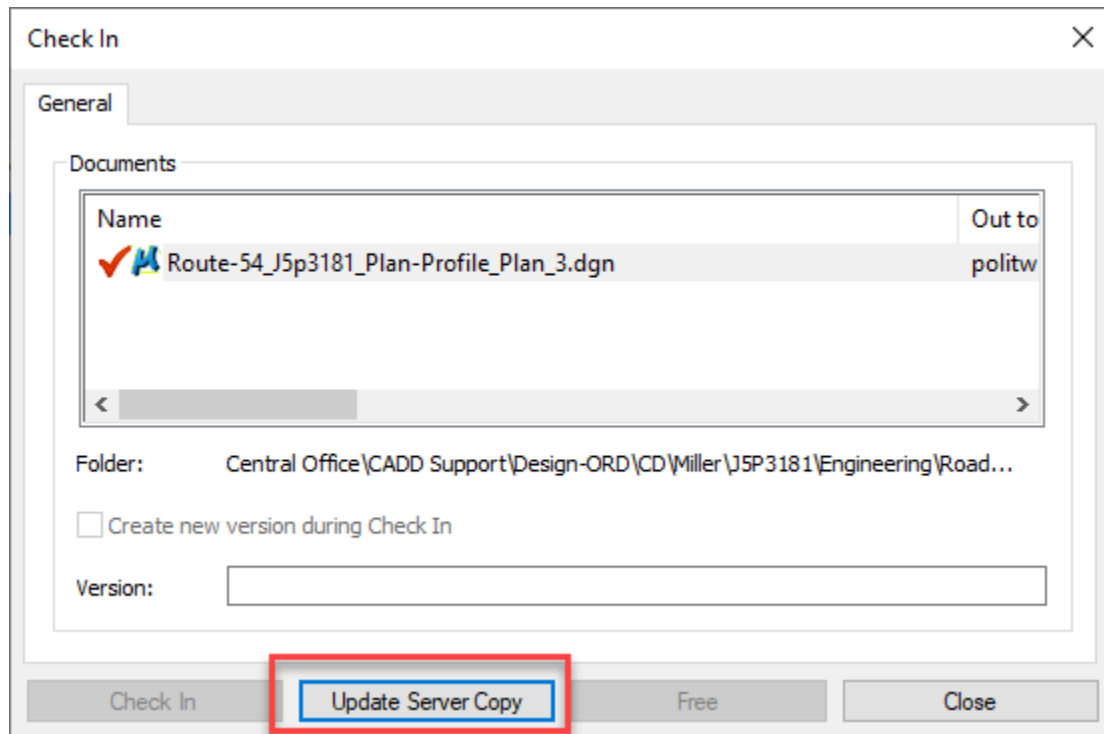 Check In
General
Documents
Name Out to
Route-54_J5p3181_Plan-Profile_Plan_3.dgn politw
Folder: Central Office\CADD Support\Design-ORD\CD\Miller\J5P3181\Engineering\Road...
Create new version during Check In
Version:
Check In Update Server Copy Free Close